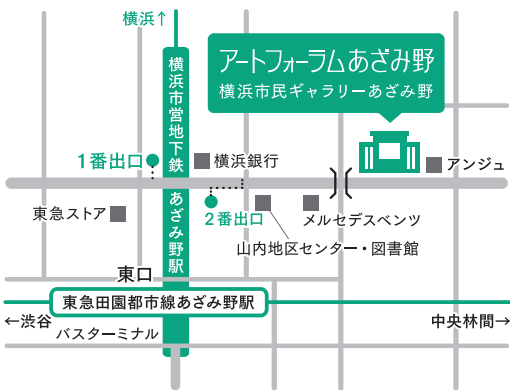 横浜↑
アートフォーラムあざみ野
横浜市民ギャラリーあざみ野
横浜市営地下鉄 あざみ野駅
1番出口
横浜銀行
アンジュ
東急ストア
2番出口
メルセデスベンツ
山内地区センター・図書館
東口
東急田園都市線あざみ野駅
←渋谷
中央林間→
バスターミナル